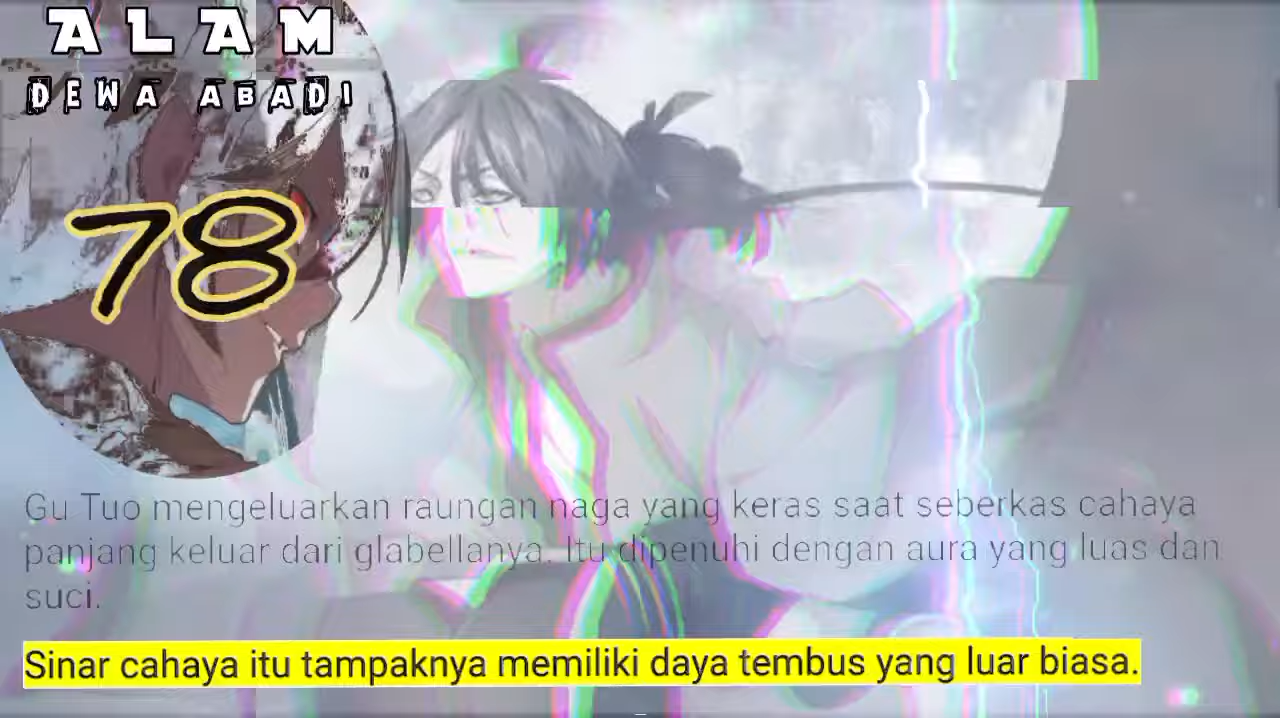 ALAM
DEWA ABADI
78
Gu Tuo mengeluarkan raungan naga yang keras saat seberkas cahaya
panjang keluar dari glabellanya. Itu dipenuhi dengan aura yang luas dan
suci.
Sinar cahaya itu tampaknya memiliki daya tembus yang luar biasa.